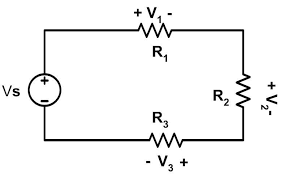 + V₁ -
R₁
Vs
+
-
R₂
+ V₂ -
R₃
- V₃ +